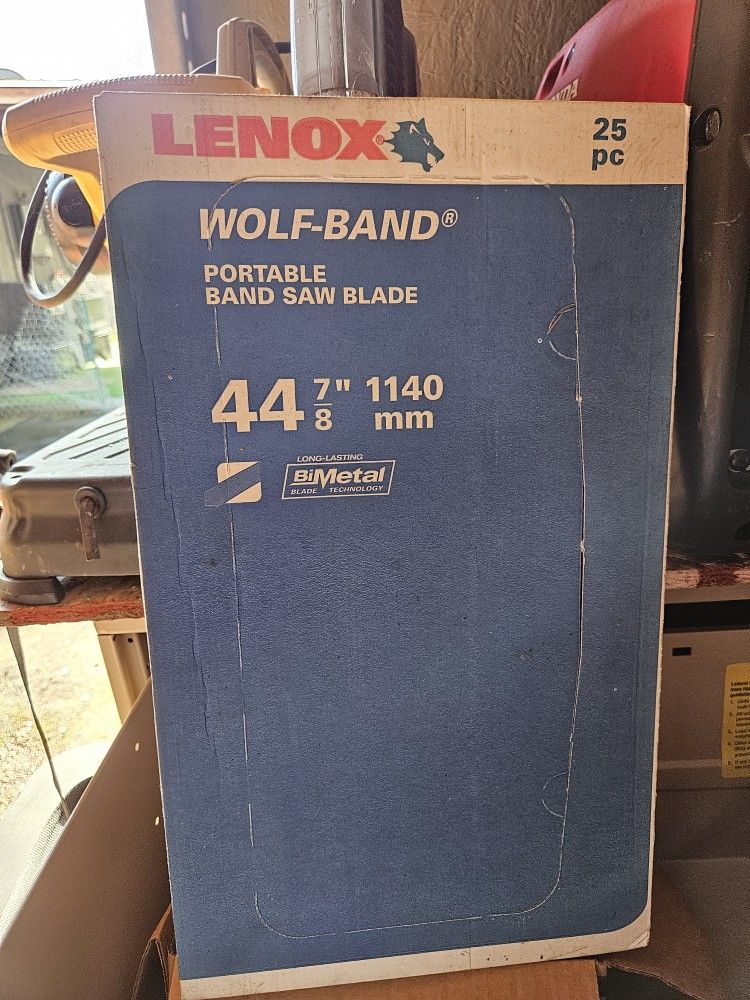 LENOX®
25
pc
WOLF-BAND®
PORTABLE
BAND SAW BLADE
44 7/8" 1140
mm
LONG-LASTING
BiMetal
BLADE TECHNOLOGY